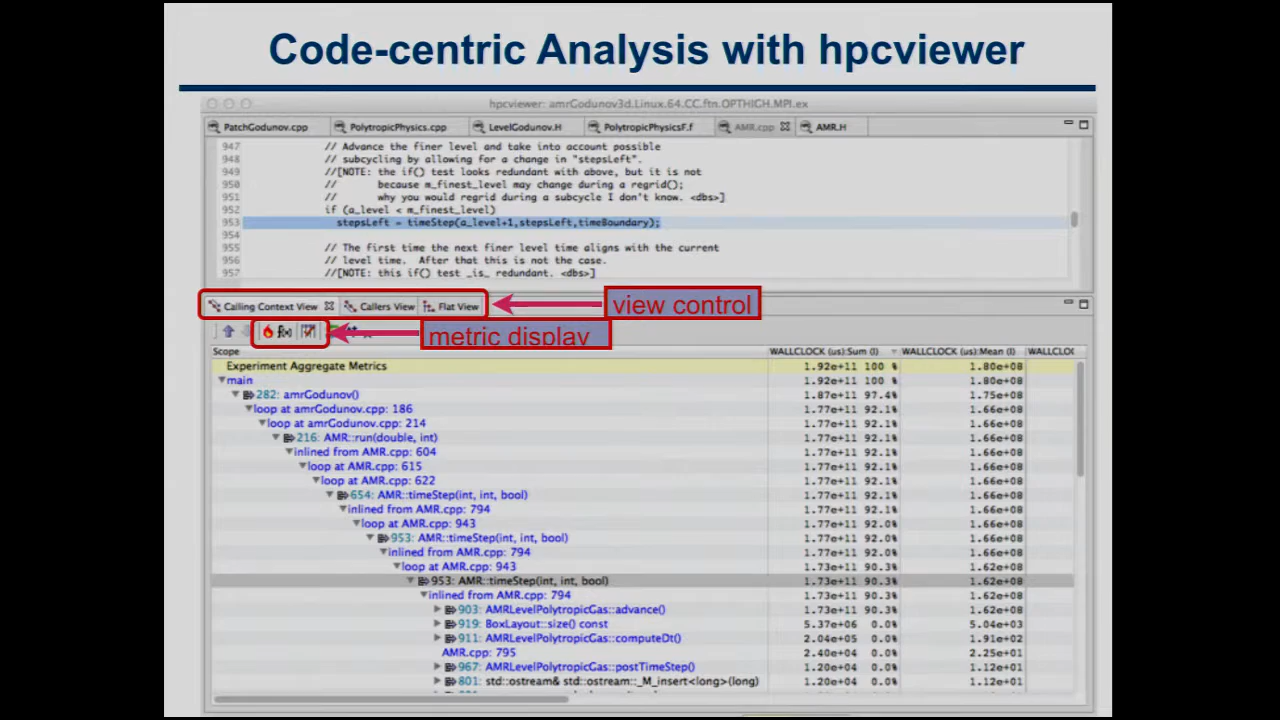 Code-centric Analysis with hpcviewer
hpcviewer: amrGodunov3d.Linux.64.CC.ftn.OPTHIGH.MPI.ex
PatchGodunov.cpp PolytropicPhysics.cpp LevelGodunov.H PolytropicPhysicsF.f AMR.cpp AMR.H
947 // Advance the finer level and take into account possible
948 // subcycling by allowing for a change in "stepsLeft".
949 //[NOTE: the if() test looks redundant with above, but it is not
950 // because m_finest_level may change during a regrid();
951 // why you would regrid during a subcycle I don't know. <dbs>]
952 if (a_level < m_finest_level)
953 stepsLeft = timeStep(a_level+1,stepsLeft,timeBoundary);
954
955 // The first time the next finer level time aligns with the current
956 // level time. After that this is not the case.
957 //[NOTE: this if() test _is_ redundant. <dbs>]
Calling Context View Callers View Flat View view control
metric display
Scope WALLCLOCK (us):Sum (I) WALLCLOCK (us):Mean (I) WALLCLO(
Experiment Aggregate Metrics 1.92e+11 100 % 1.80e+08
main 1.92e+11 100 % 1.80e+08
282: amrGodunov() 1.87e+11 97.4% 1.75e+08
loop at amrGodunov.cpp: 186 1.77e+11 92.1% 1.66e+08
loop at amrGodunov.cpp: 214 1.77e+11 92.1% 1.66e+08
216: AMR::run(double, int) 1.77e+11 92.1% 1.66e+08
inlined from AMR.cpp: 604 1.77e+11 92.1% 1.66e+08
loop at AMR.cpp: 615 1.77e+11 92.1% 1.66e+08
loop at AMR.cpp: 622 1.77e+11 92.1% 1.66e+08
654: AMR::timeStep(int, int, bool) 1.77e+11 92.1% 1.66e+08
inlined from AMR.cpp: 794 1.77e+11 92.1% 1.66e+08
loop at AMR.cpp: 943 1.77e+11 92.0% 1.66e+08
953: AMR::timeStep(int, int, bool) 1.77e+11 92.0% 1.66e+08
inlined from AMR.cpp: 794 1.77e+11 92.0% 1.66e+08
loop at AMR.cpp: 943 1.73e+11 90.3% 1.62e+08
953: AMR::timeStep(int, int, bool) 1.73e+11 90.3% 1.62e+08
inlined from AMR.cpp: 794 1.73e+11 90.3% 1.62e+08
903: AMRLevelPolytropicGas::advance() 1.73e+11 90.3% 1.62e+08
919: BoxLayout::size() const 5.37e+06 0.0% 5.04e+03
911: AMRLevelPolytropicGas::computeDt() 2.04e+05 0.0% 1.91e+02
AMR.cpp: 795 2.40e+04 0.0% 2.25e+01
967: AMRLevelPolytropicGas::postTimeStep() 1.20e+04 0.0% 1.12e+01
801: std::ostream& std::ostream::_M_insert<long>(long) 1.20e+04 0.0% 1.12e+01